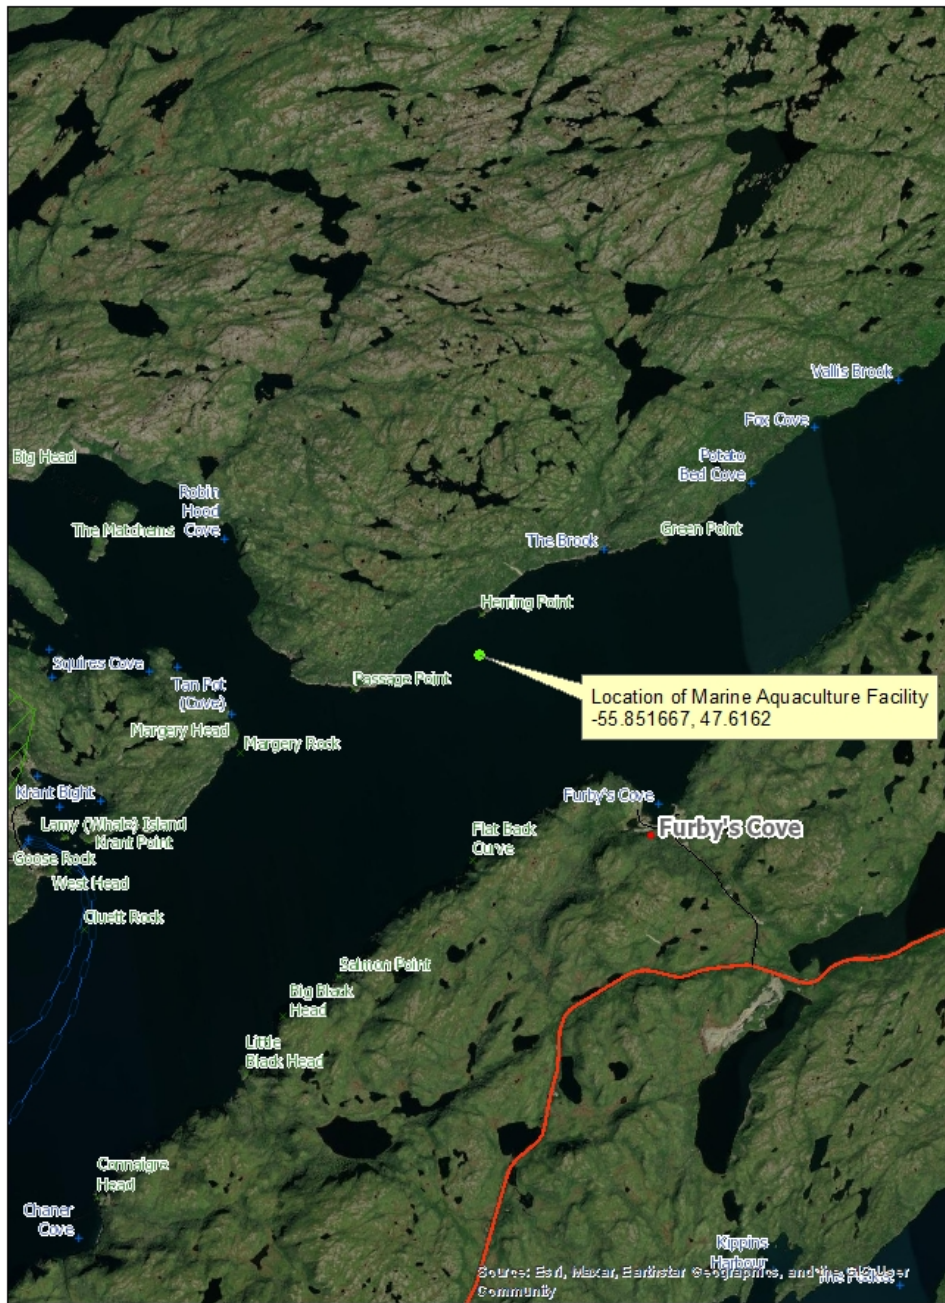 Vallis Brook
Fox Cove
Big Head
Potato
Bed Cove
Robin
Hood
Cove
The Matchems
Green Point
The Brook
Herring Point
Squires Cove
Passage Point
Tan Pot
(Cove)
Location of Marine Aquaculture Facility
-55.851667, 47.6162
Margery Head
Margery Rock
Krant Bight
Furby's Cove
Lamy (Whale) Island
Krant Point
Flat Back
Curve
Furby's Cove
Goose Rock
West Head
Cluett Rock
Salmon Point
Big Black
Head
Little
Black Head
Connaigre
Head
Chaner
Cove
Kippins
Harbour
Source: Esri, Maxar, Earthstar Geographics, and the GIS User
Community